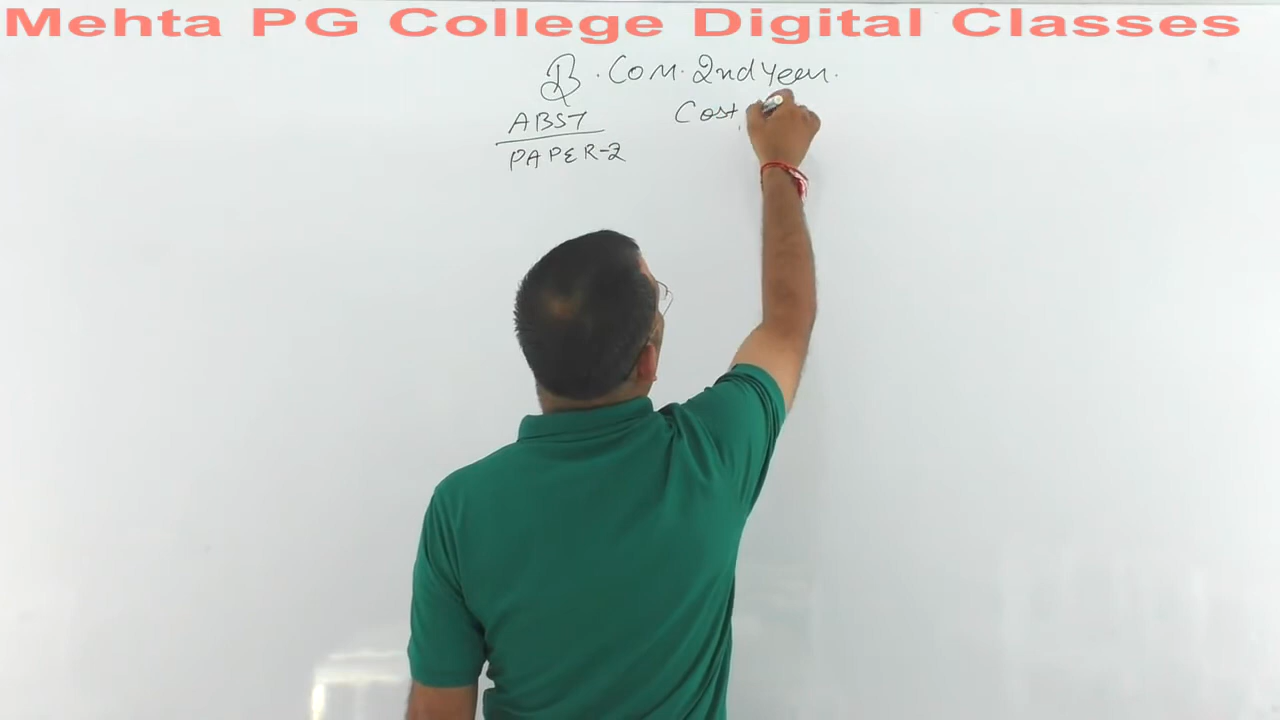 Mehta PG College Digital Classes
B. Com. 2nd Year.
ABST Cost
PAPER-2